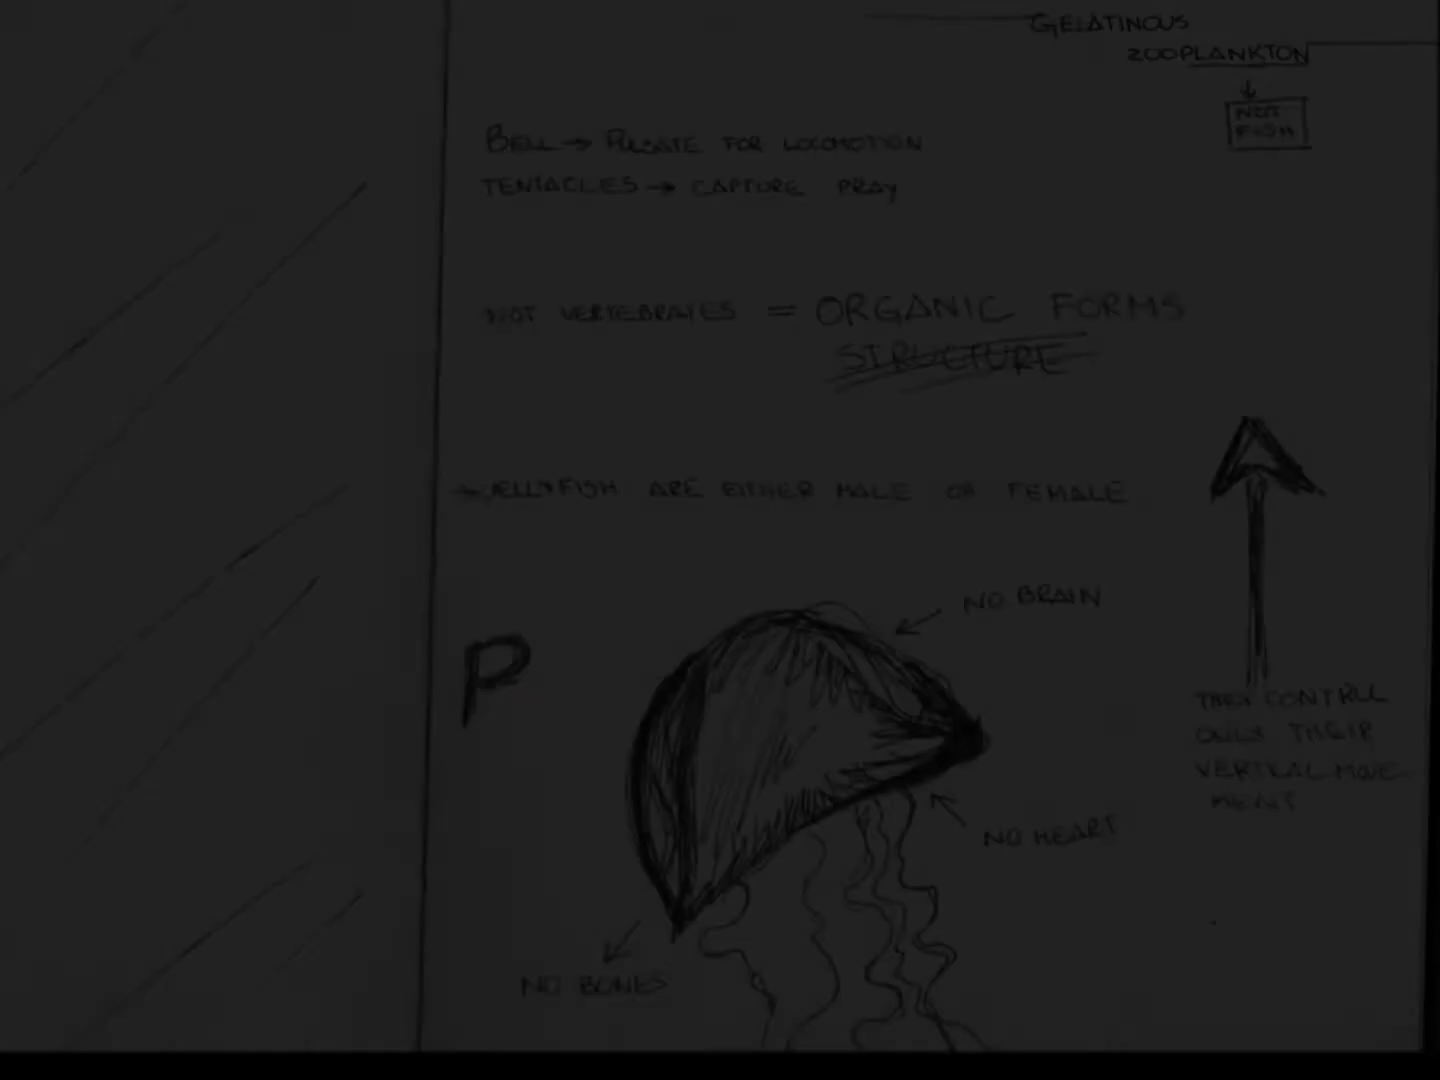 GELATINOUS
ZOOPLANKTON
NOT
FISH
BELL → PULSATE FOR LOCOMOTION
TENTACLES → CAPTURE PRAY
NOT VERTEBRATES = ORGANIC FORMS
STRUCTURE
→ JELLYFISH ARE EITHER MALE OR FEMALE
NO BRAIN
P
THEY CONTROL
ONLY THEIR
VERTICAL MOVE
MENT
NO HEART
NO BONES